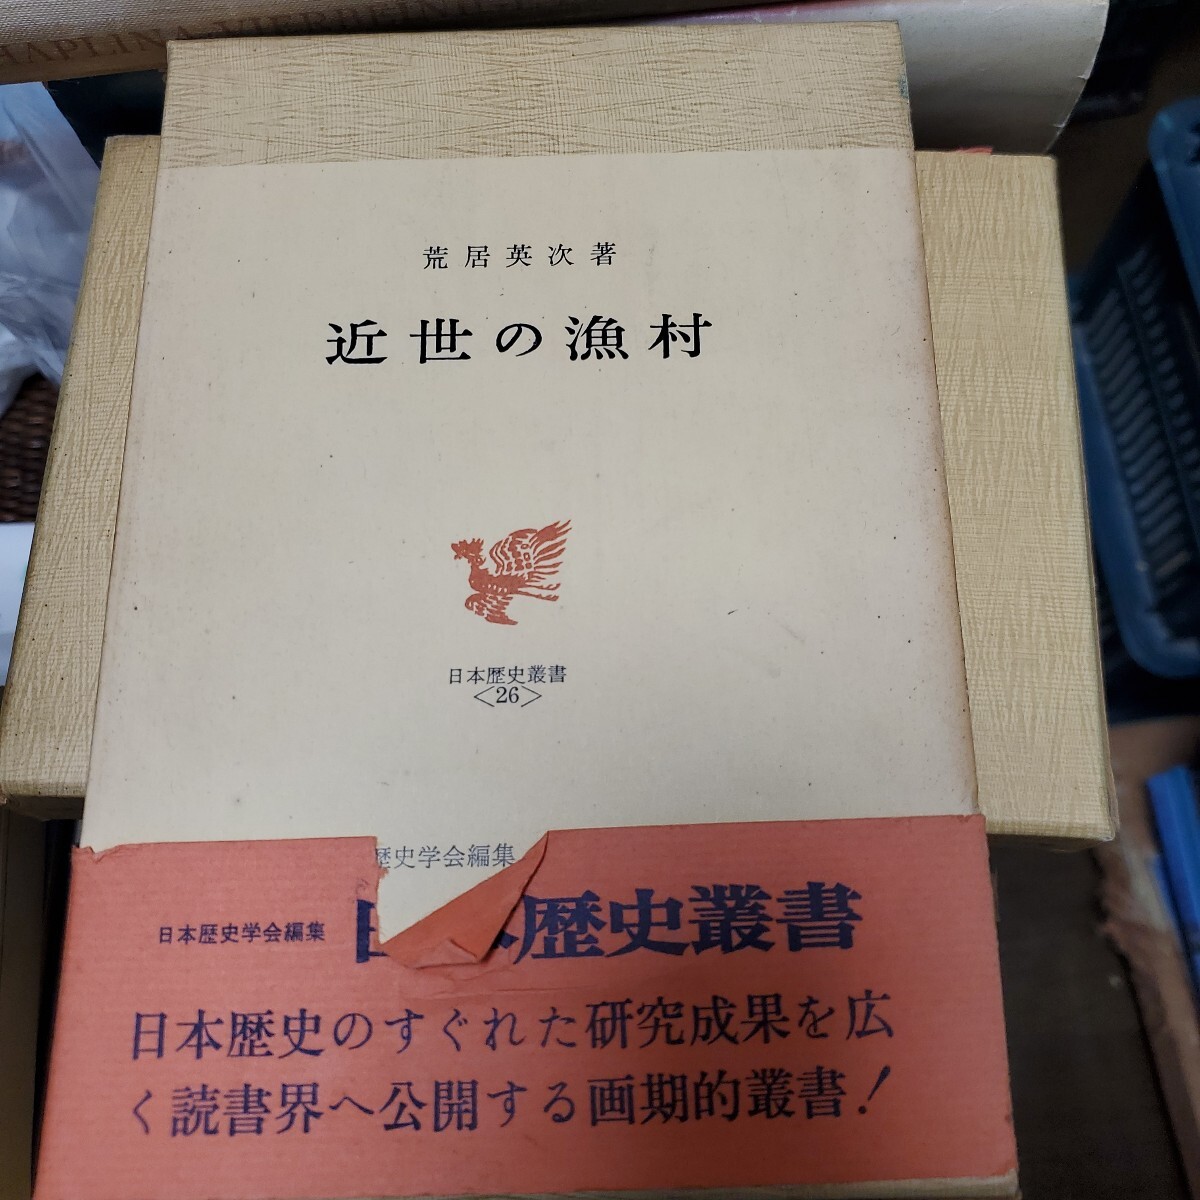 荒居英次著
近世の漁村
日本歴史叢書
<26>
歴史学会編集
日本歴史学会編集
日本歴史叢書
日本歴史のすぐれた研究成果を広
く読書界へ公開する画期的叢書!